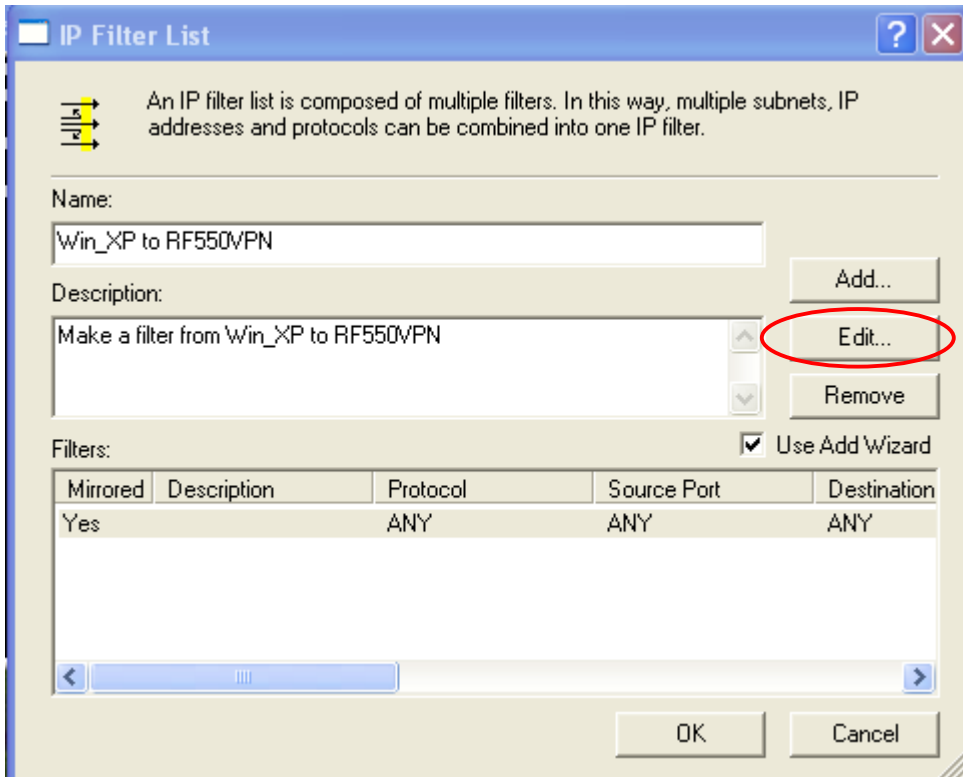 IP Filter List
An IP filter list is composed of multiple filters. In this way, multiple subnets, IP
addresses and protocols can be combined into one IP filter.
Name:
Win_XP to RF550VPN
Add...
Description:
Make a filter from Win_XP to RF550VPN
Edit...
Remove
Filters:
Use Add Wizard
Mirrored Description Protocol Source Port Destination
Yes ANY ANY ANY
OK Cancel